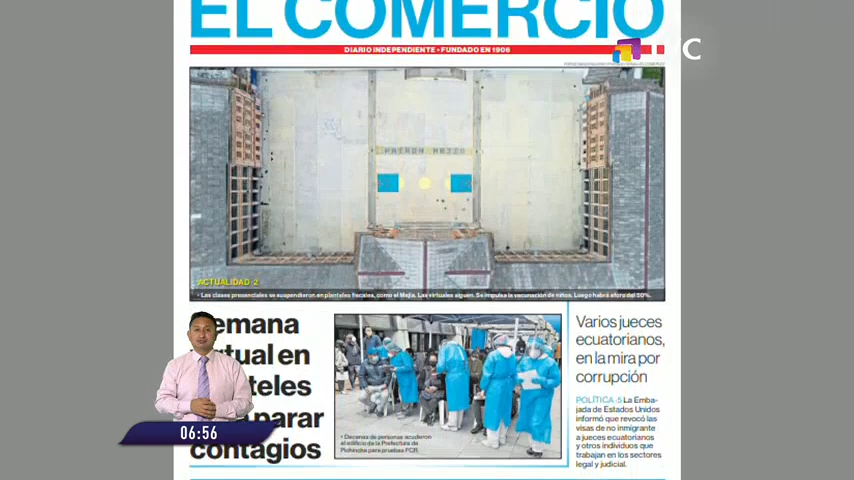 EL COMERCIO
DIARIO INDEPENDIENTE • FUNDADO EN 1906
C
PATRON MEJIA
ACTUALIDAD 2
• Las clases presenciales se suspendieron en planteles fiscales, como el Mejía. Las virtuales siguen. Se impulsa la vacunación de niños. Luego habrá aforo del 50%.
emana
tual en
teles
parar
contagios
• Decenas de personas acudieron
al edificio de la Prefectura de
Pichincha para pruebas PCR.
Varios jueces
ecuatorianos,
en la mira por
corrupción
POLÍTICA 5 La Emba-
jada de Estados Unidos
informó que revocó las
visas de no inmigrante
a jueces ecuatorianos
y otros individuos que
trabajan en los sectores
legal y judicial.
06:56